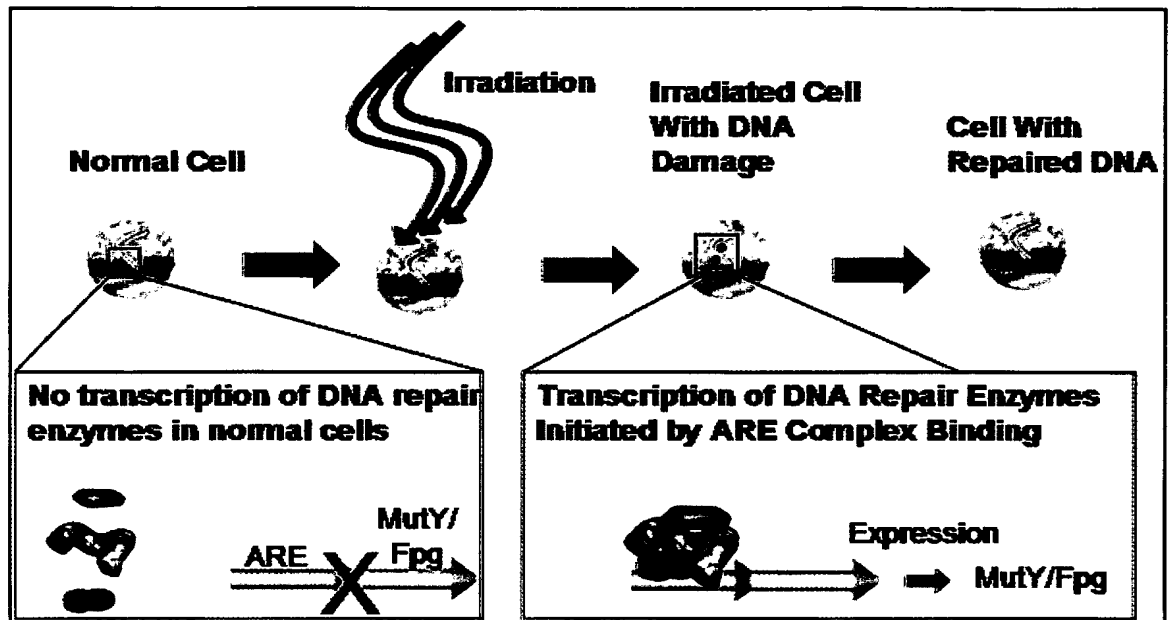 Normal Cell
Irradiation
Irradiated Cell
With DNA
Damage
Cell With
Repaired DNA
No transcription of DNA repair
enzymes in normal cells
ARE
MutY/
Fpg
Transcription of DNA Repair Enzymes
Initiated by ARE Complex Binding
Expression
MutY/Fpg